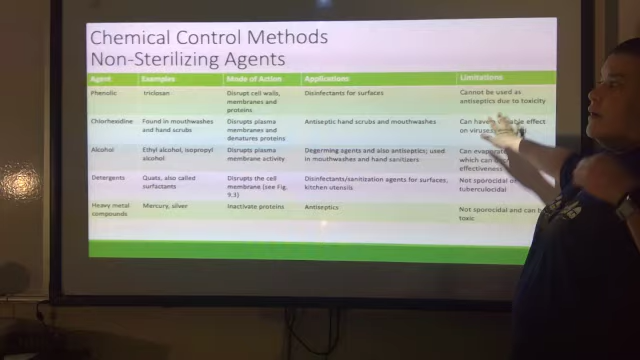 Chemical Control Methods
Non-Sterilizing Agents
Agent Examples Mode of Action Applications Limitations
Phenolic triclosan Disrupt cell walls, membranes and proteins Disinfectants for surfaces Cannot be used as antiseptics due to toxicity
Chlorhexidine Found in mouthwashes and hand scrubs Disrupts plasma membranes and denatures proteins Antiseptic hand scrubs and mouthwashes Can have effect on viruses
Alcohol Ethyl alcohol, isopropyl alcohol Disrupts plasma membrane activity Degerming agents and also antiseptics; used in mouthwashes and hand sanitizers Can evaporate which can effectiveness
Detergents Quats, also called surfactants Disrupts the cell membrane (see Fig. 9.3) Disinfectants/sanitization agents for surfaces, kitchen utensils Not sporocidal tuberculocidal
Heavy metal compounds Mercury, silver Inactivate proteins Antiseptics Not sporocidal and can toxic